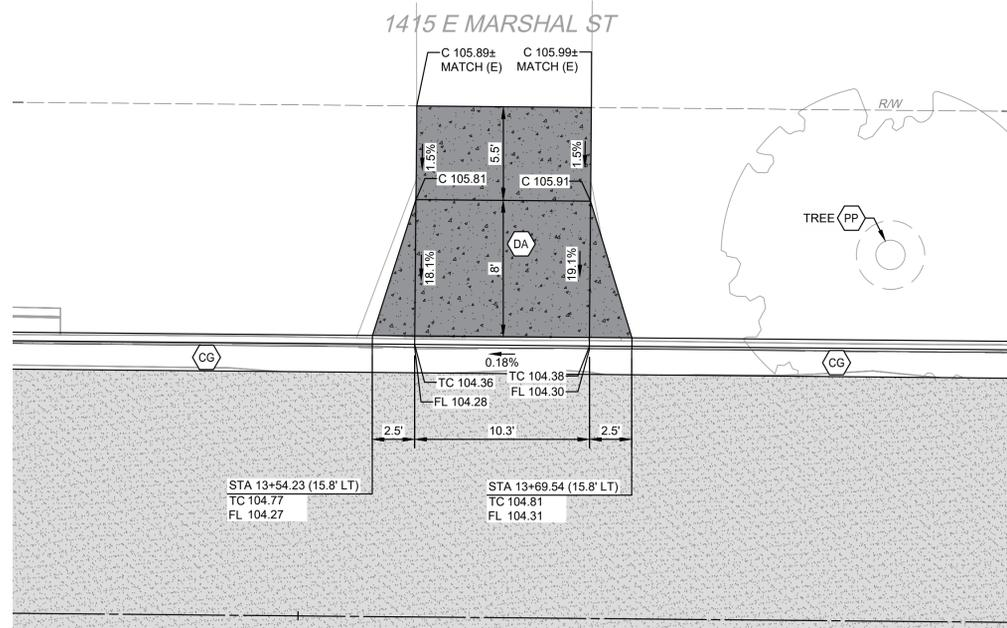 1415 E MARSHAL ST
C 105.89±
MATCH (E)
C 105.99±
MATCH (E)
R/W
1.5%
5.5'
1.5%
C 105.81
C 105.91
TREE PP
DA
18.1%
8'
19.1%
CG
0.18%
CG
TC 104.36
TC 104.38
FL 104.28
FL 104.30
2.5'
10.3'
2.5'
STA 13+54.23 (15.8' LT)
TC 104.77
FL 104.27
STA 13+69.54 (15.8' LT)
TC 104.81
FL 104.31